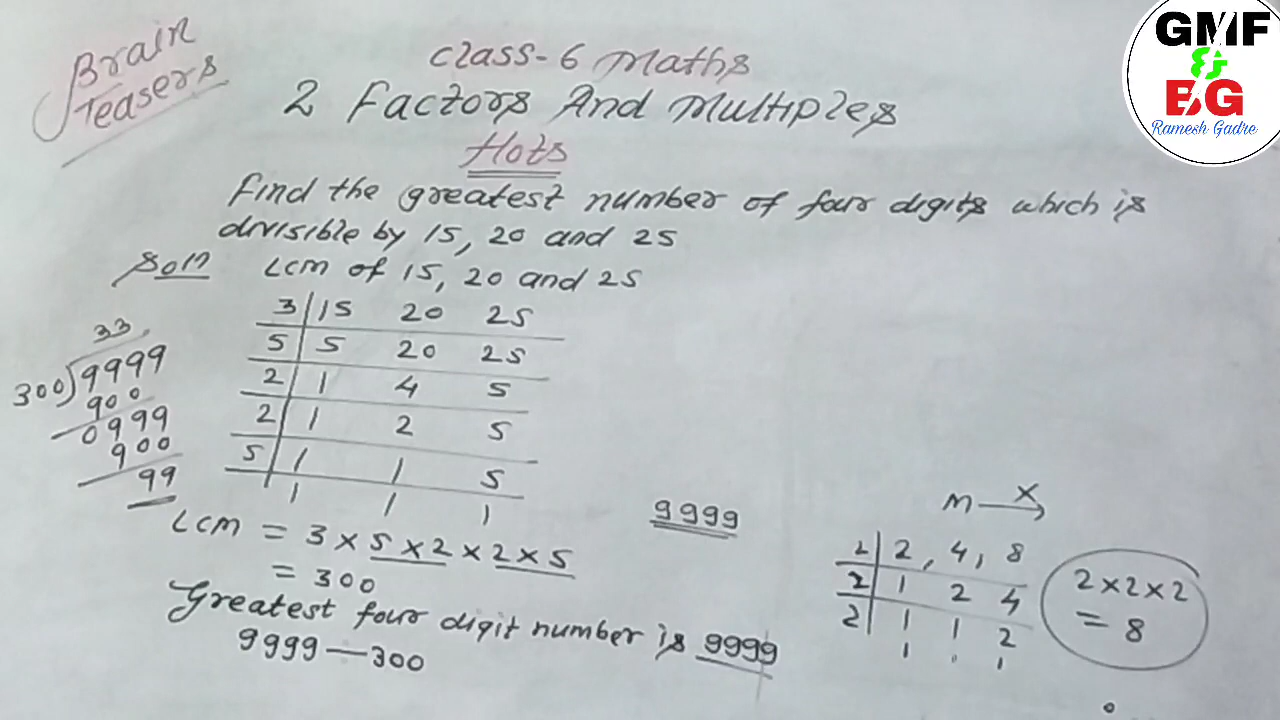 Brain
Teasers
Class-6 Maths
2 Factors And Multiples
Hots
GMF
&
E&G
Ramesh Gadre
Find the greatest number of four digits which is
divisible by 15, 20 and 25
Soln LCM of 15, 20 and 25
3 | 15 20 25
5 | 5 20 25
2 | 1 4 5
2 | 1 2 5
5 | 1 1 5
1 1 1
33
300)9999
900
0999
900
99
LCM = 3 × 5 × 2 × 2 × 5
= 300
Greatest four digit number is 9999
9999—300
9999
M → X
2 | 2, 4, 8
2 | 1 2 4
2 | 1 1 2
1 . 1
2×2×2
= 8